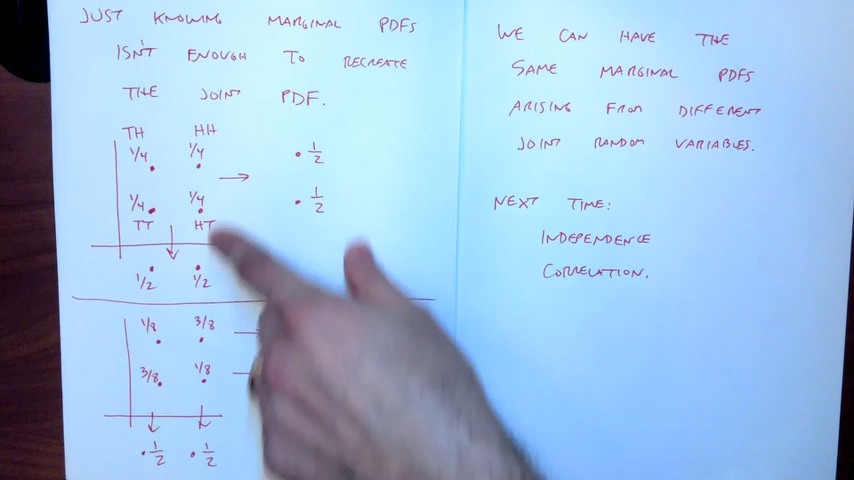 JUST KNOWING MARGINAL PDFS
ISN'T ENOUGH TO RECREATE
THE JOINT PDF.
TH HH
1/4 1/4
1/2
1/4 1/4
1/2
TT HT
1/2 1/2
1/8 3/8
3/8 1/8
1/2 1/2
WE CAN HAVE THE
SAME MARGINAL PDFS
ARISING FROM DIFFERENT
JOINT RANDOM VARIABLES.
NEXT TIME:
INDEPENDENCE
CORRELATION.